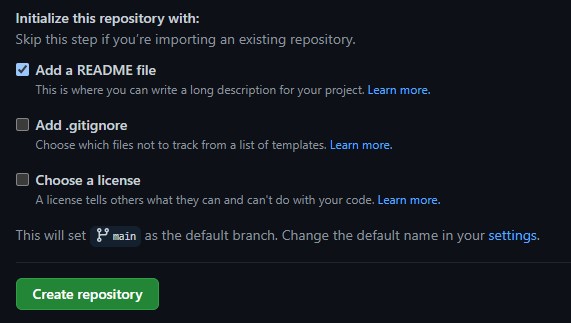 Initialize this repository with:
Skip this step if you're importing an existing repository.
Add a README file
This is where you can write a long description for your project. Learn more.
Add .gitignore
Choose which files not to track from a list of templates. Learn more.
Choose a license
A license tells others what they can and can't do with your code. Learn more.
This will set main as the default branch. Change the default name in your settings.
Create repository